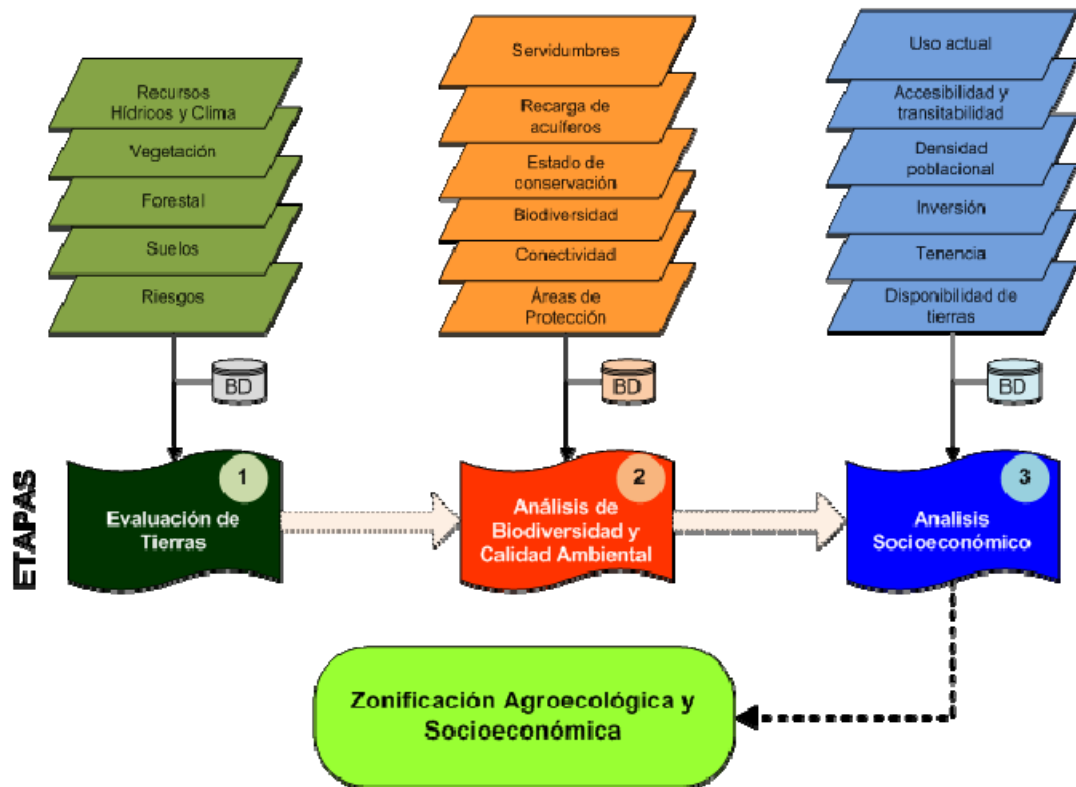 Recursos
Hídricos y Clima
Vegetación
Forestal
Suelos
Riesgos
BD
Servidumbres
Recarga de
acuíferos
Estado de
conservación
Biodiversidad
Conectividad
Áreas de
Protección
BD
Uso actual
Accesibilidad y
transitabilidad
Densidad
poblacional
Inversión
Tenencia
Disponibilidad de
tierras
BD
ETAPAS
1
Evaluación de
Tierras
2
Análisis de
Biodiversidad y
Calidad Ambiental
3
Analisis
Socioeconómico
Zonificación Agroecológica y
Socioeconómica